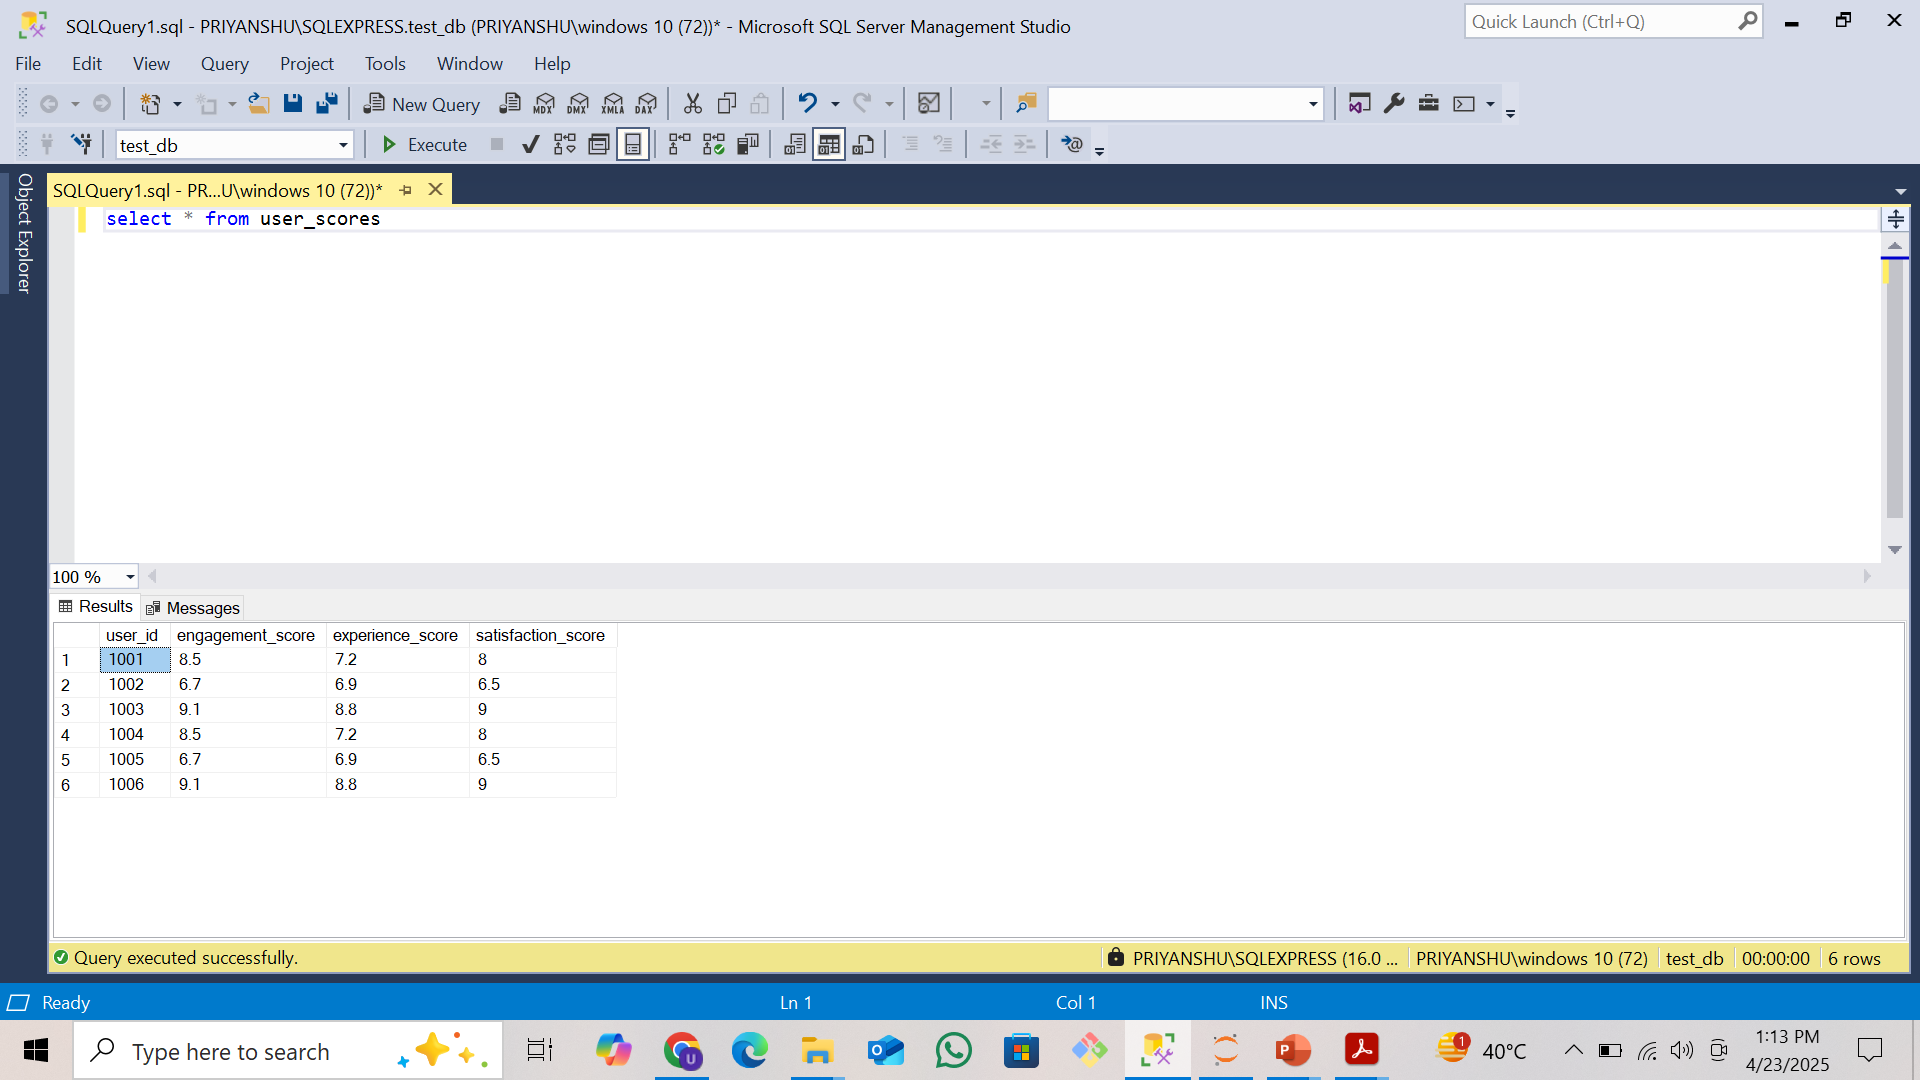 SQLQuery1.sql - PRIYANSHU\SQLEXPRESS.test_db (PRIYANSHU\windows 10 (72))* - Microsoft SQL Server Management Studio
Quick Launch (Ctrl+Q)
File Edit View Query Project Tools Window Help
New Query MDX DMX XMLA DAX
test_db Execute
Object Explorer
SQLQuery1.sql - PR...U\windows 10 (72))*
select * from user_scores
100 %
Results Messages
user_id engagement_score experience_score satisfaction_score
1 1001 8.5 7.2 8
2 1002 6.7 6.9 6.5
3 1003 9.1 8.8 9
4 1004 8.5 7.2 8
5 1005 6.7 6.9 6.5
6 1006 9.1 8.8 9
Query executed successfully. PRIYANSHU\SQLEXPRESS (16.0 ... PRIYANSHU\windows 10 (72) test_db 00:00:00 6 rows
Ready Ln 1 Col 1 INS
Type here to search
U
1
40°C
1:13 PM
4/23/2025